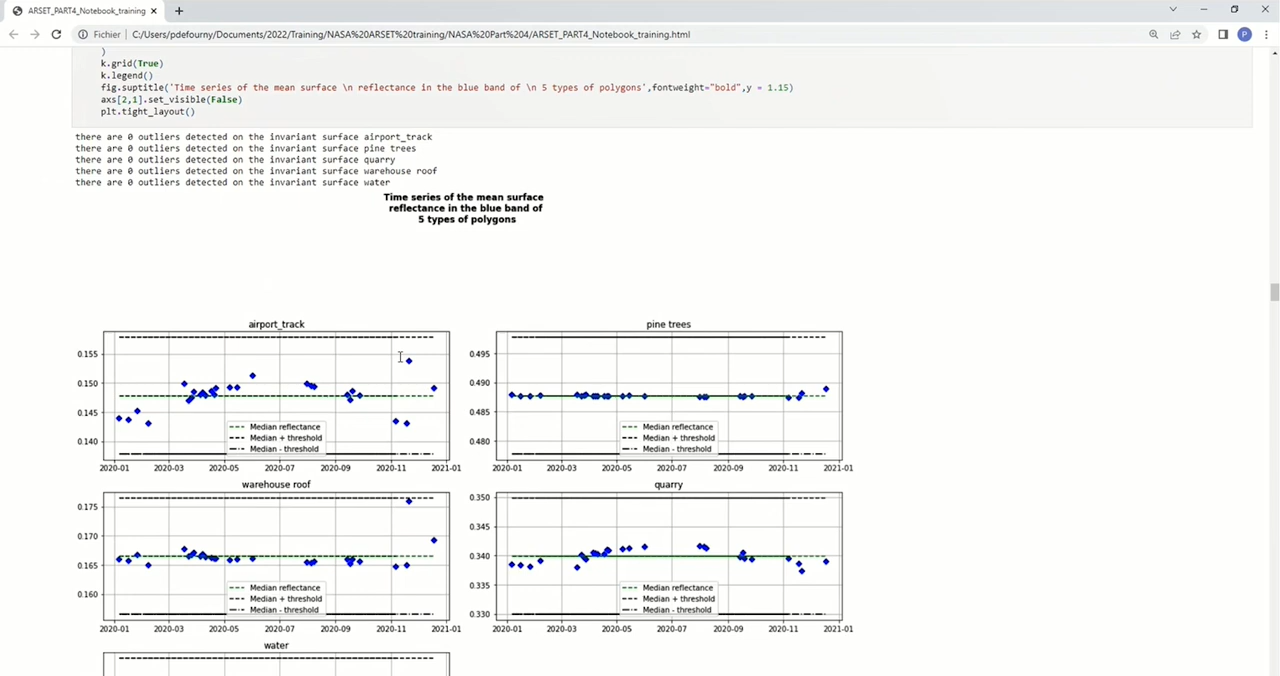 ARSET_PART4_Notebook_training
Fichier | C:/Users/pdefourny/Documents/2022/Training/NASA%20ARSET%20training/NASA%20Part%204/ARSET_PART4_Notebook_training.html
P
)
k.grid(True)
k.legend()
fig.suptitle('Time series of the mean surface \n reflectance in the blue band of \n 5 types of polygons',fontweight="bold",y = 1.15)
axs[2,1].set_visible(False)
plt.tight_layout()
there are 0 outliers detected on the invariant surface airport_track
there are 0 outliers detected on the invariant surface pine trees
there are 0 outliers detected on the invariant surface quarry
there are 0 outliers detected on the invariant surface warehouse roof
there are 0 outliers detected on the invariant surface water
Time series of the mean surface
reflectance in the blue band of
5 types of polygons
airport_track
0.155
0.150
0.145
0.140
Median reflectance
Median + threshold
Median - threshold
2020-01 2020-03 2020-05 2020-07 2020-09 2020-11 2021-01
pine trees
0.495
0.490
0.485
0.480
Median reflectance
Median + threshold
Median - threshold
2020-01 2020-03 2020-05 2020-07 2020-09 2020-11 2021-01
warehouse roof
0.175
0.170
0.165
0.160
Median reflectance
Median + threshold
Median - threshold
2020-01 2020-03 2020-05 2020-07 2020-09 2020-11 2021-01
quarry
0.350
0.345
0.340
0.335
0.330
Median reflectance
Median + threshold
Median - threshold
2020-01 2020-03 2020-05 2020-07 2020-09 2020-11 2021-01
water